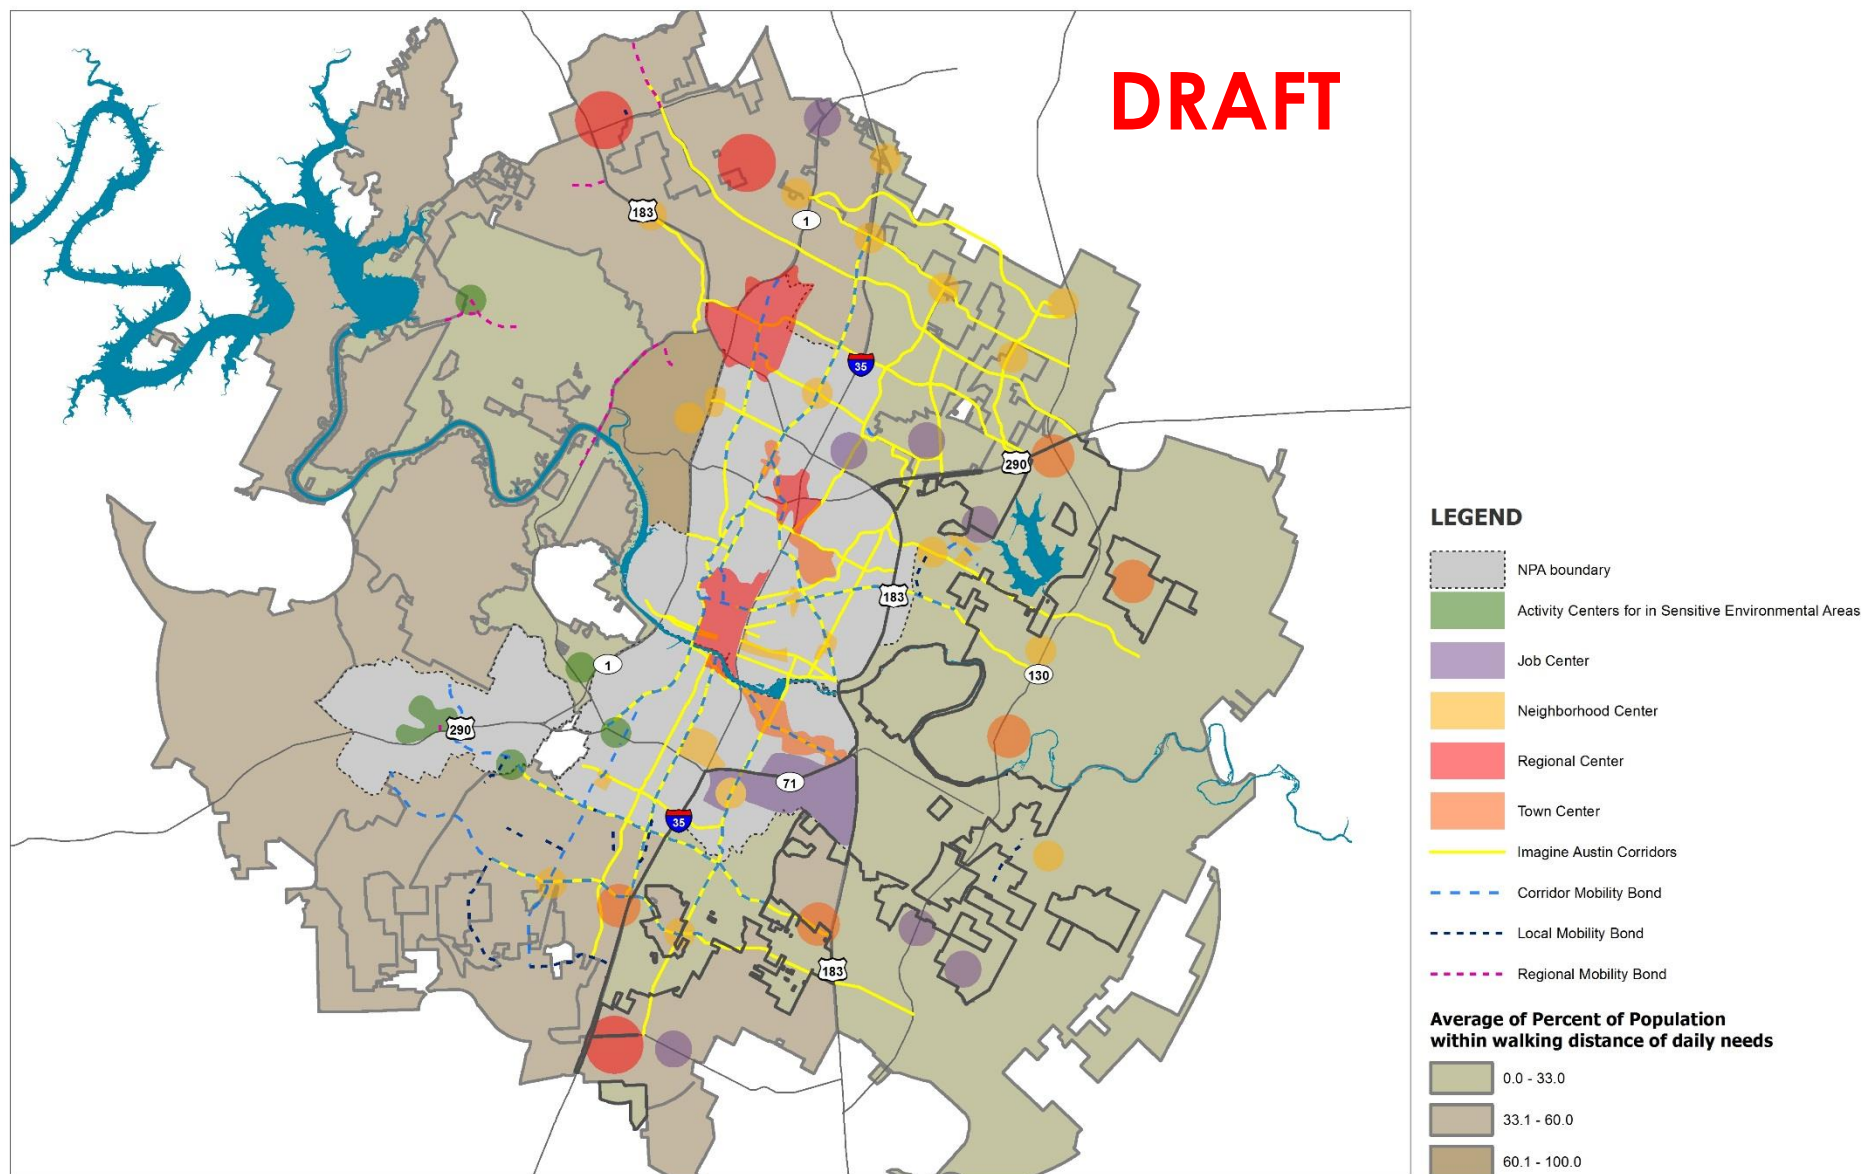 DRAFT
183
1
35
290
183
1
130
290
71
35
183
LEGEND
NPA boundary
Activity Centers for in Sensitive Environmental Areas
Job Center
Neighborhood Center
Regional Center
Town Center
Imagine Austin Corridors
Corridor Mobility Bond
Local Mobility Bond
Regional Mobility Bond
Average of Percent of Population
within walking distance of daily needs
0.0 - 33.0
33.1 - 60.0
60.1 - 100.0